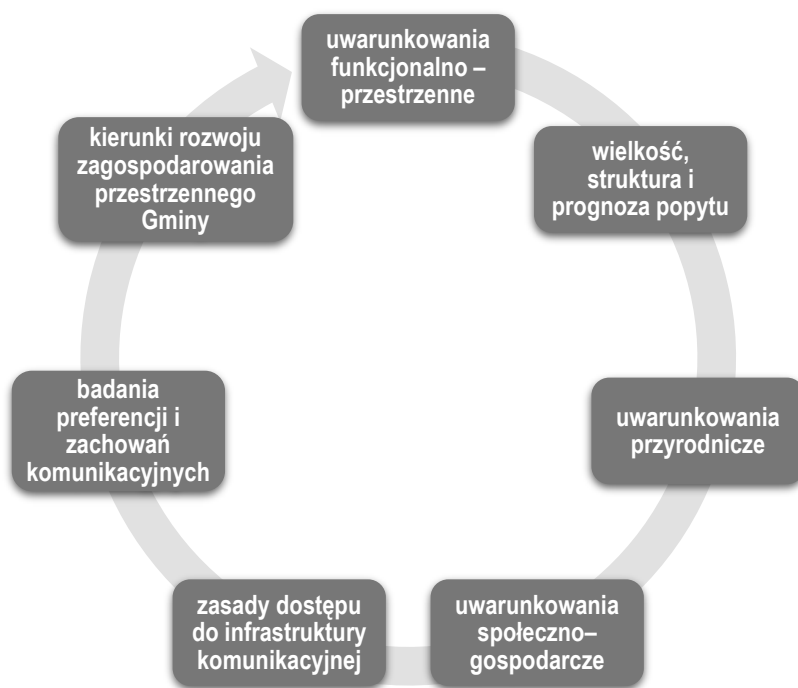 uwarunkowania
funkcjonalno –
przestrzenne
wielkość,
struktura i
prognoza popytu
uwarunkowania
przyrodnicze
uwarunkowania
społeczno–
gospodarcze
zasady dostępu
do infrastruktury
komunikacyjnej
badania
preferencji i
zachowań
komunikacyjnych
kierunki rozwoju
zagospodarowania
przestrzennego
Gminy